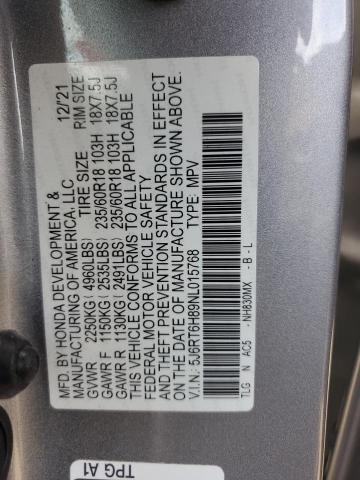 MFD. BY HONDA DEVELOPMENT & 12/'21
MANUFACTURING OF AMERICA, LLC
TIRE SIZE RIM SIZE
GVWR 2250KG(4960LBS)
GAWR F 1150KG(2535LBS) 235/60R18 103H 18X7.5J
GAWR R 1130KG(2491LBS) 235/60R18 103H 18X7.5J
THIS VEHICLE CONFORMS TO ALL APPLICABLE
FEDERAL MOTOR VEHICLE SAFETY
AND THEFT PREVENTION STANDARDS IN EFFECT
ON THE DATE OF MANUFACTURE SHOWN ABOVE.
V.I.N.: 5J6RT6H89NL015768 TYPE: MPV
TLG N AC5 - NH830MX - B - L
TPG A1